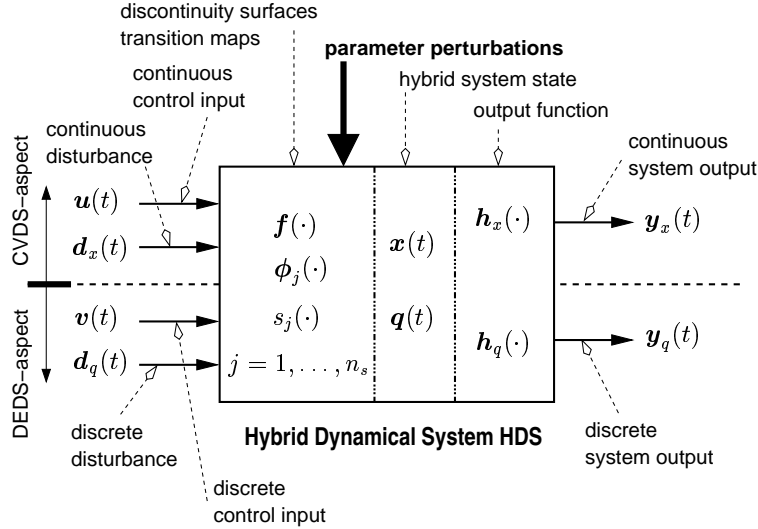 discontinuity surfaces
transition maps
parameter perturbations
continuous
control input
hybrid system state
output function
continuous
disturbance
continuous
system output
CVDS–aspect
DEDS–aspect
u(t)
d_x(t)
v(t)
d_q(t)
f(·)
ϕ_j(·)
s_j(·)
j = 1, . . . , n_s
x(t)
q(t)
h_x(·)
h_q(·)
y_x(t)
y_q(t)
Hybrid Dynamical System HDS
discrete
disturbance
discrete
control input
discrete
system output